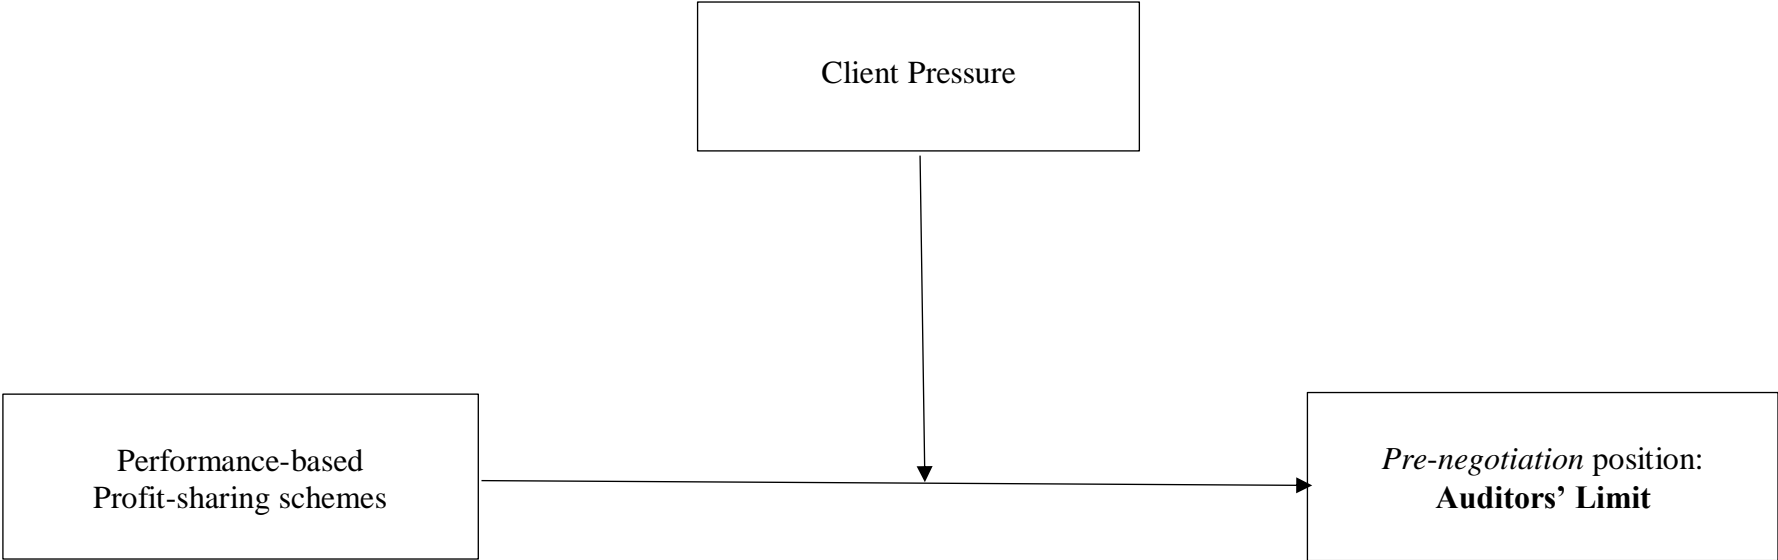 Client Pressure
Performance-based
Profit-sharing schemes
Pre-negotiation position:
Auditors’ Limit